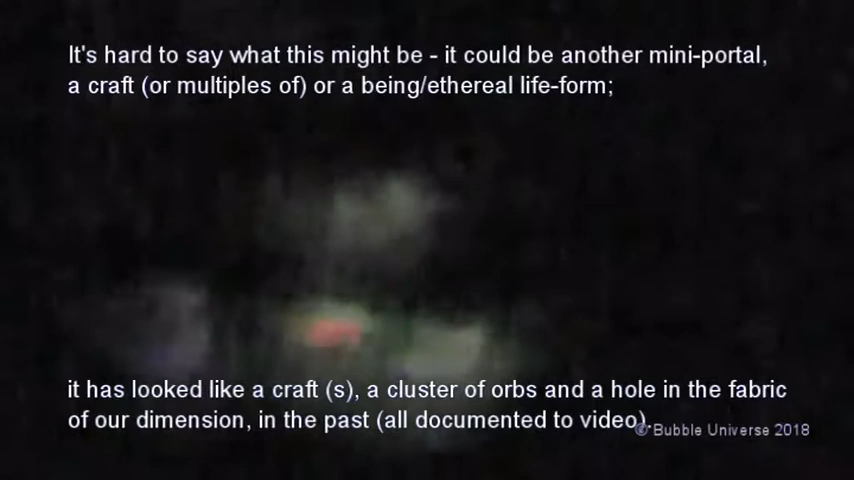 It's hard to say what this might be - it could be another mini-portal,
a craft (or multiples of) or a being/ethereal life-form;
it has looked like a craft (s), a cluster of orbs and a hole in the fabric
of our dimension, in the past (all documented to video).
© Bubble Universe 2018